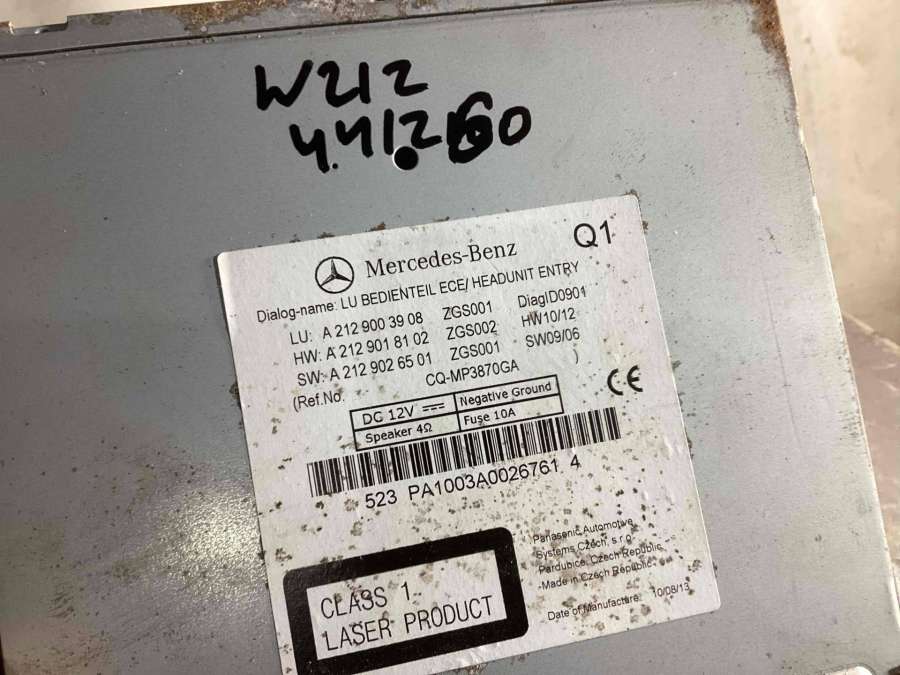 W212
Q1
Mercedes-Benz
Dialog-name: LU BEDIENTEIL ECE/ HEADUNIT ENTRY
LU: A 212 900 39 08 ZGS001 DiagID0901
HW: A 212 901 81 02 ZGS002 HW10/12
SW: A 212 902 65 01 ZGS001 SW09/06
(Ref.No. CQ-MP3870GA )
CE
DC 12V Negative Ground
Speaker 4Ω Fuse 10A
523 PA1003A0026761 4
Panasonic Automotive
Systems Czech, s.r.o.
Pardubice, Czech Republic
Made in Czech Republic
Date of Manufacture: 10/08/13
CLASS 1
LASER PRODUCT